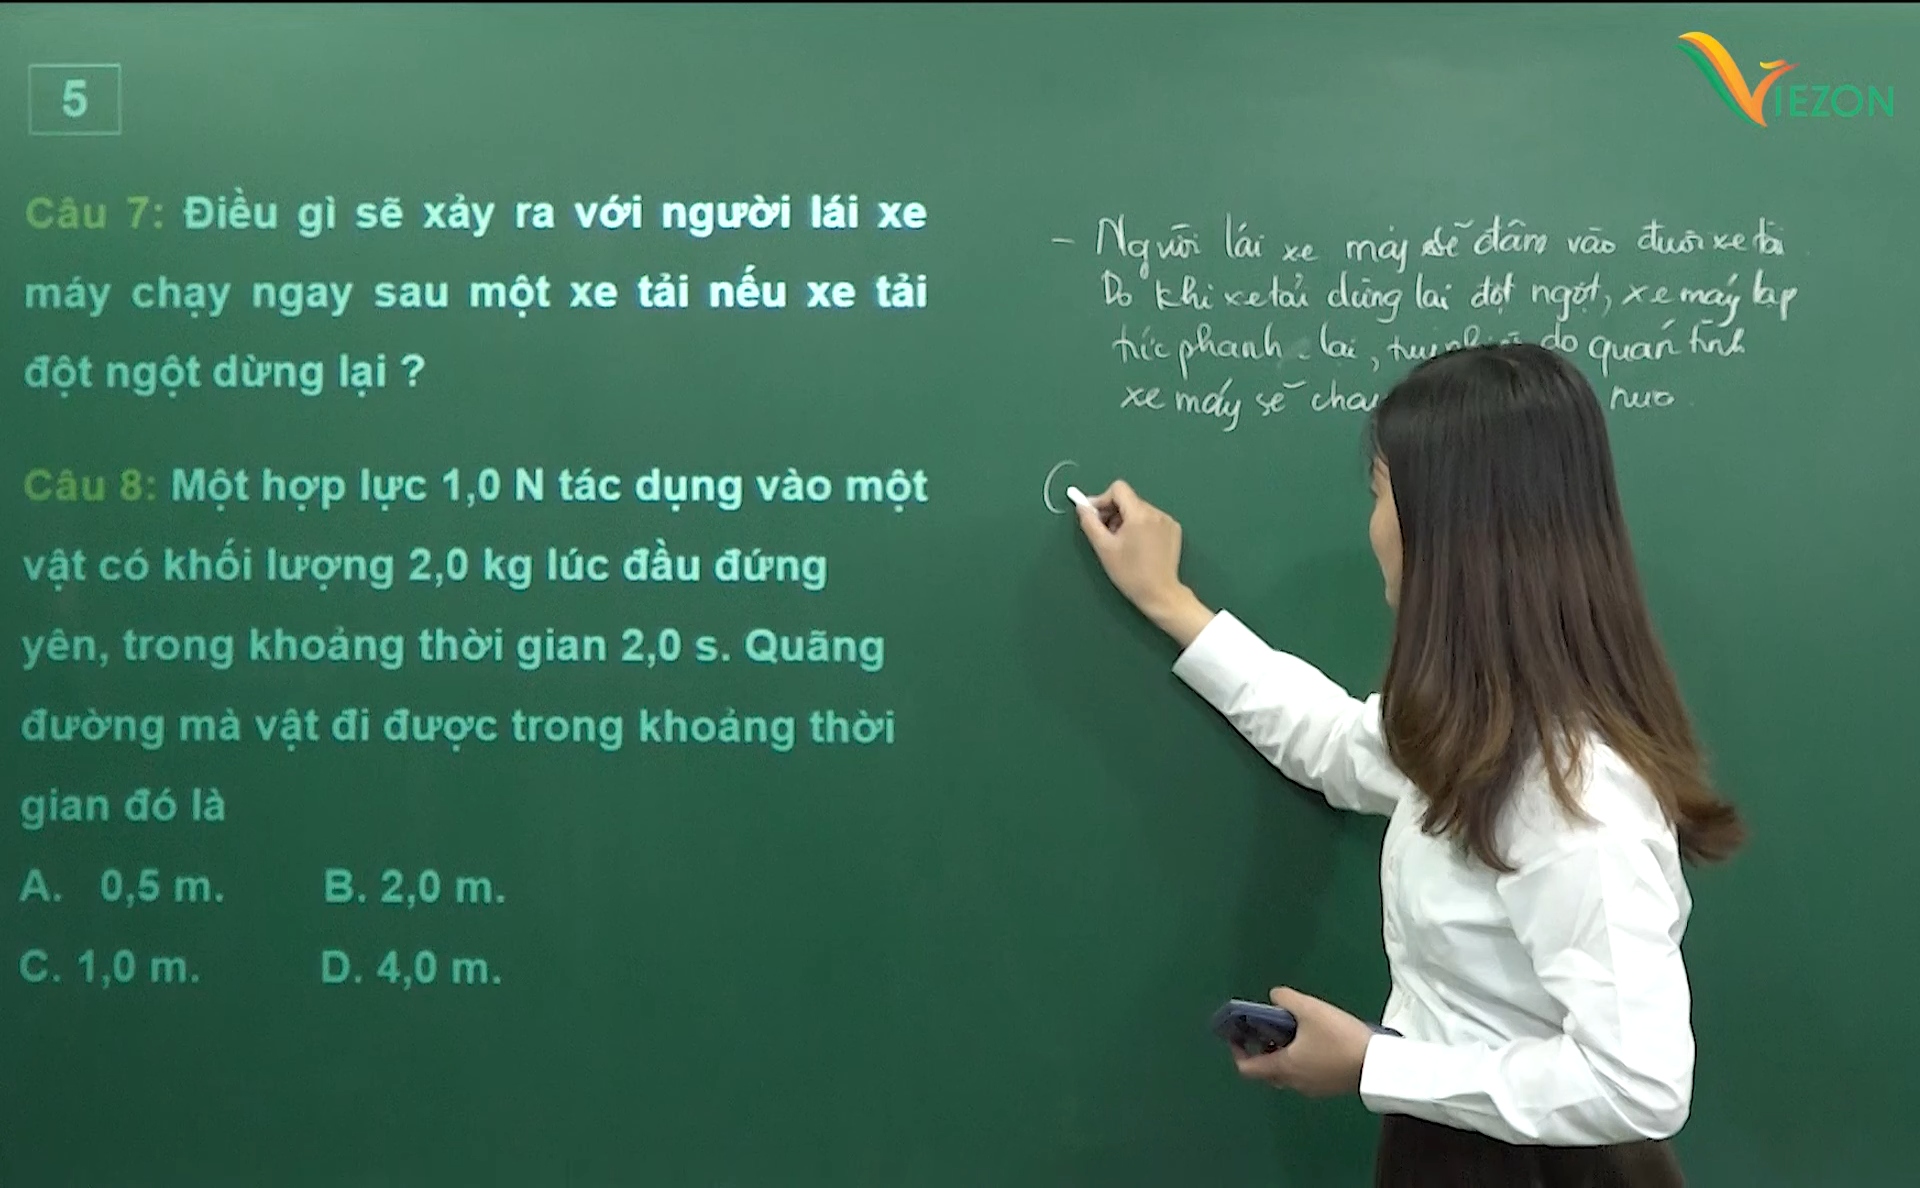 VIEZON
5
Câu 7: Điều gì sẽ xảy ra với người lái xe
máy chạy ngay sau một xe tải nếu xe tải
đột ngột dừng lại ?
Câu 8: Một hợp lực 1,0 N tác dụng vào một
vật có khối lượng 2,0 kg lúc đầu đứng
yên, trong khoảng thời gian 2,0 s. Quãng
đường mà vật đi được trong khoảng thời
gian đó là
A. 0,5 m. B. 2,0 m.
C. 1,0 m. D. 4,0 m.
- Người lái xe máy sẽ đâm vào đuôi xe tải
Do khi xe tải dừng lại đột ngột, xe máy lập
tức phanh lại, do quán tính
xe máy sẽ